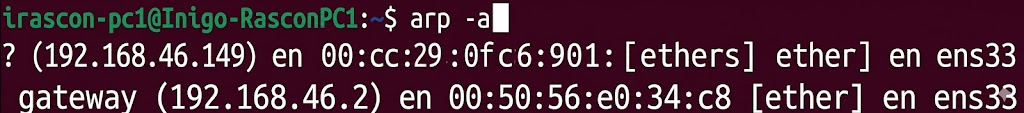 irascon-pc1@Inigo-RasconPC1:~$ arp -a
? (192.168.46.149) en 00:cc:29:0fc6:901: [ethers] ether] en ens33
gateway (192.168.46.2) en 00:50:56:e0:34:c8 [ether] en ens33